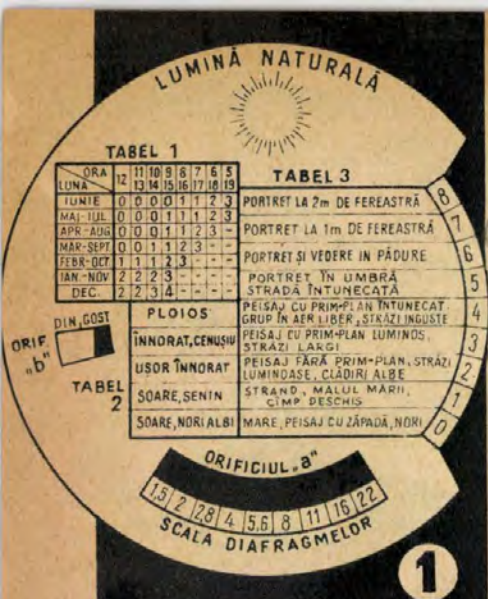 LUMINĂ NATURALĂ
TABEL 1
ORA 12 11 10 9 8 7 6 5
LUNA 13 14 15 16 17 18 19
IUNIE 0 0 0 0 1 1 2 3
MAI-IUL 0 0 0 0 1 1 2 3
APR-AUG 0 0 0 1 1 2 3 -
MAR-SEPT 0 0 1 1 2 3 - -
FEBR-OCT 1 1 1 2 3 - - -
IAN.-NOV 2 2 2 3 - - - -
DEC. 2 2 3 4 - - - -
TABEL 3
PORTRET LA 2m DE FEREASTRĂ
PORTRET LA 1m DE FEREASTRĂ
PORTRET ȘI VEDERE IN PĂDURE
PORTRET ÎN UMBRĂ
STRADĂ ÎNTUNECATĂ
PEISAJ CU PRIM-PLAN ÎNTUNECAT
GRUP ÎN AER LIBER, STRĂZI INGUSTE
PEISAJ CU PRIM-PLAN LUMINOS,
STRĂZI LARGI
PEISAJ FĂRĂ PRIM-PLAN, STRĂZI
LUMINOASE, CLĂDIRI ALBE
STRAND, MALUL MĂRII,
CÎMP DESCHIS
MARE, PEISAJ CU ZĂPADĂ, NORI
8
7
6
5
4
3
2
1
0
DIN, GOST
ORIF. „b"
TABEL 2
PLOIOS
ÎNNORAT, CENUȘIU
UȘOR ÎNNORAT
SOARE, SENIN
SOARE, NORI ALBI
ORIFICIUL „a"
1,5 2 2,8 4 5,6 8 11 16 22
SCALA DIAFRAGMELOR
1